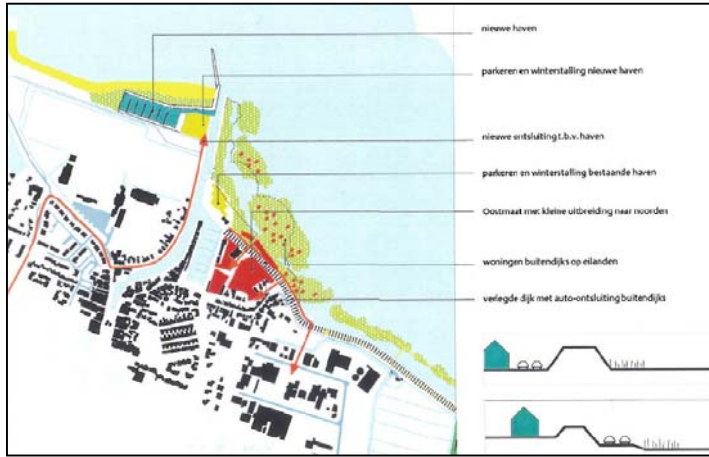 nieuwe haven
parkeren en winterstalling nieuwe haven
nieuwe ontsluiting t.b.v. haven
parkeren en winterstalling bestaande haven
Oostmaat met kleine uitbreiding naar noorden
woningen buitendijks op eilanden
verlegde dijk met auto-ontsluiting buitendijks